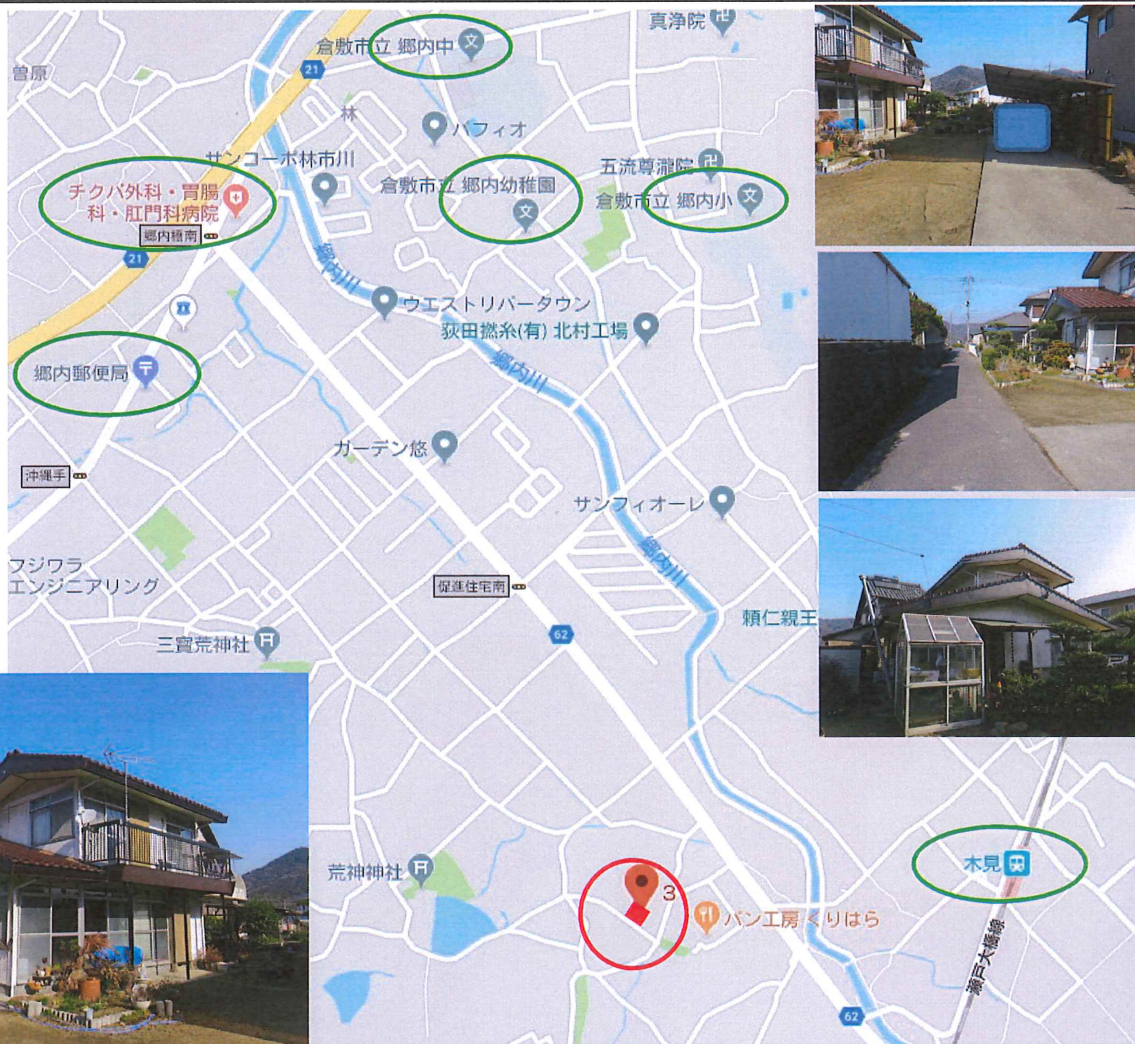 倉敷市立 郷内中
真浄院
曽原
21
林
パフィオ
サンコーポ林市川
五流尊瀧院
チクバ外科・胃腸
科・肛門科病院
倉敷市立 郷内幼稚園
倉敷市立 郷内小
郷内橋南
21
郷内川
ウエストリバータウン
荻田撚糸(有) 北村工場
郷内郵便局
郷内川
ガーデン悠
沖縄手
サンフィオーレ
郷内川
フジワラ
エンジニアリング
促進住宅南
頼仁親王
三寳荒神社
62
木見
荒神神社
3
パン工房 くりはら
瀬戸大橋線
62